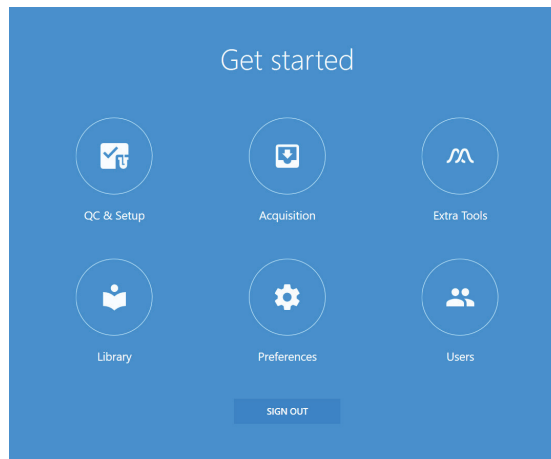 Get started
QC & Setup
Acquisition
Extra Tools
Library
Preferences
Users
SIGN OUT